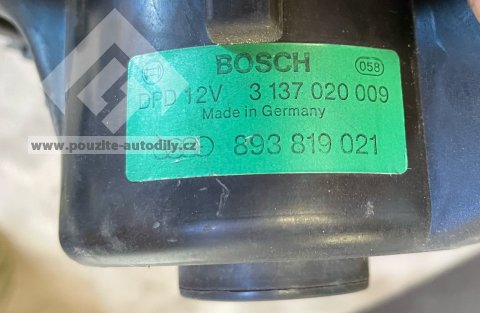 BOSCH 058
DPD 12V 3 137 020 009
Made in Germany
www.pouzite-autodily.cz
893 819 021